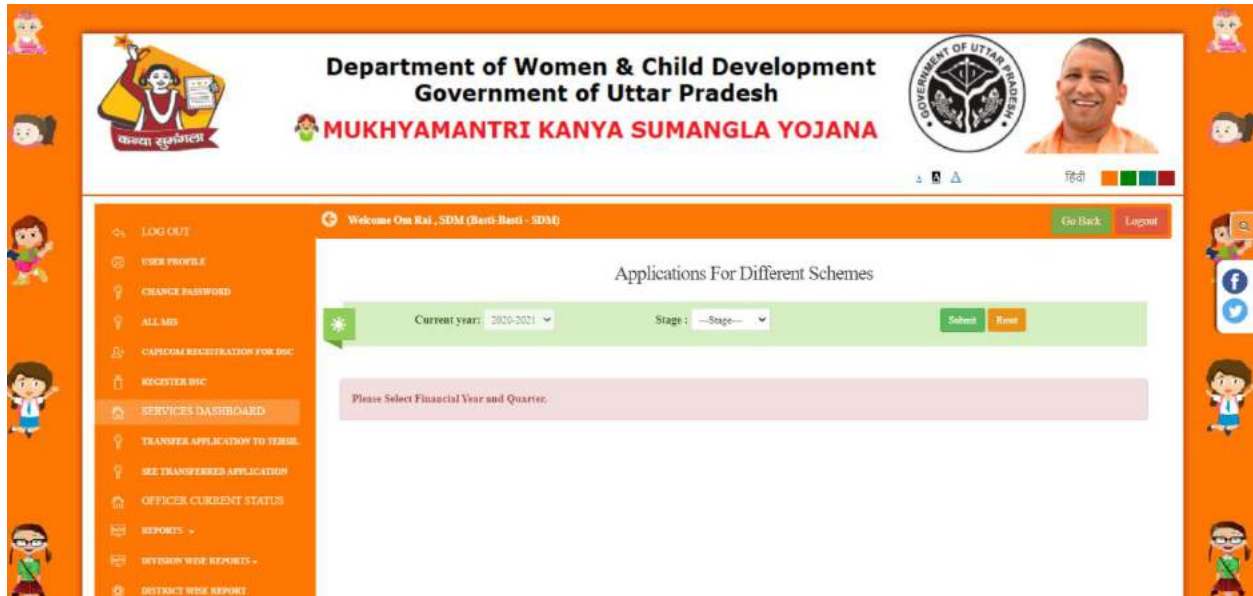 Department of Women & Child Development
Government of Uttar Pradesh
MUKHYAMANTRI KANYA SUMANGLA YOJANA
कन्या सुमंगला
GOVERNMENT OF UTTAR PRADESH
A A A
हिंदी
Welcome Om Rai , SDM (Basti-Basti - SDM)
Go Back Logout
LOG OUT
USER PROFILE
CHANGE PASSWORD
ALL MIS
CAPICOM REGISTRATION FOR DSC
REGISTER DSC
SERVICES DASHBOARD
TRANSFER APPLICATION TO TEHSIL
SEE TRANSFERRED APPLICATION
OFFICER CURRENT STATUS
REPORTS
DIVISION WISE REPORTS
DISTRICT WISE REPORT
Applications For Different Schemes
Current year: 2020-2021 Stage : ---Stage--- Submit Reset
Please Select Financial Year and Quarter.